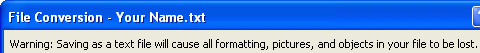 File Conversion - Your Name.txt
Warning: Saving as a text file will cause all formatting, pictures, and objects in your file to be lost.